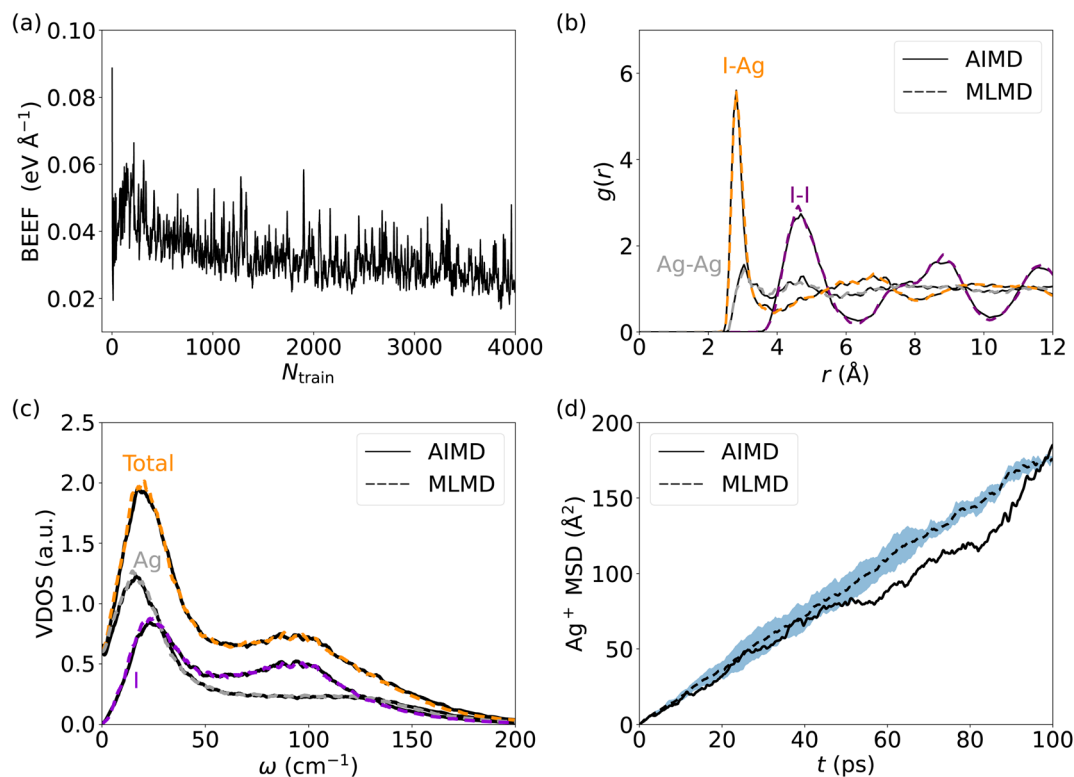 (a)
0.10
0.08
0.06
0.04
0.02
BEEF (eV Å⁻¹)
0
1000
2000
3000
4000
N_train
(b)
6
4
2
0
g(r)
I-Ag
I-I
Ag-Ag
AIMD
MLMD
0
2
4
6
8
10
12
r (Å)
(c)
2.5
2.0
1.5
1.0
0.5
0.0
VDOS (a.u.)
Total
Ag
I
AIMD
MLMD
0
50
100
150
200
ω (cm⁻¹)
(d)
200
150
100
50
0
Ag⁺ MSD (Å²)
AIMD
MLMD
0
20
40
60
80
100
t (ps)